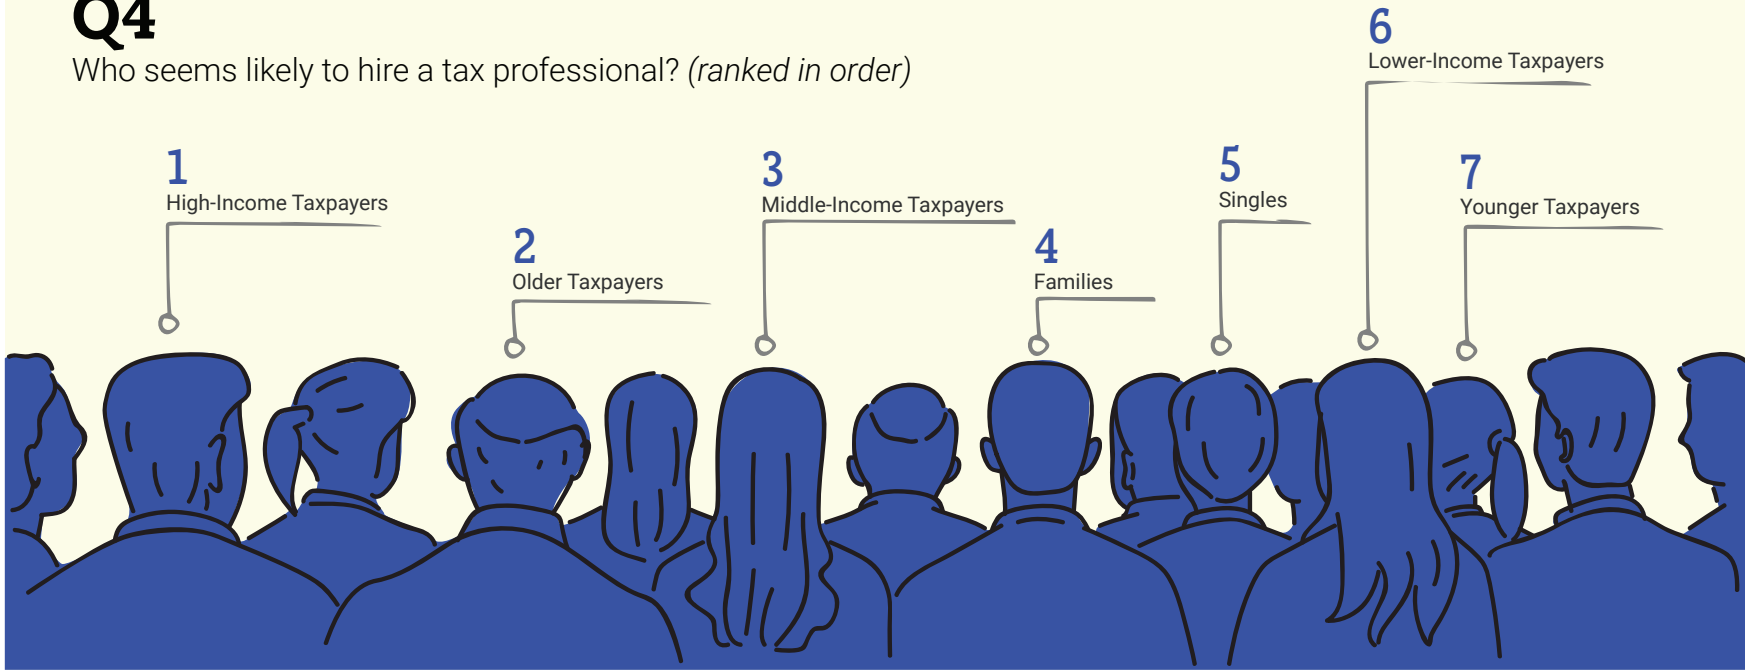 Q4
Who seems likely to hire a tax professional? (ranked in order)
1
High-Income Taxpayers
2
Older Taxpayers
3
Middle-Income Taxpayers
4
Families
5
Singles
6
Lower-Income Taxpayers
7
Younger Taxpayers